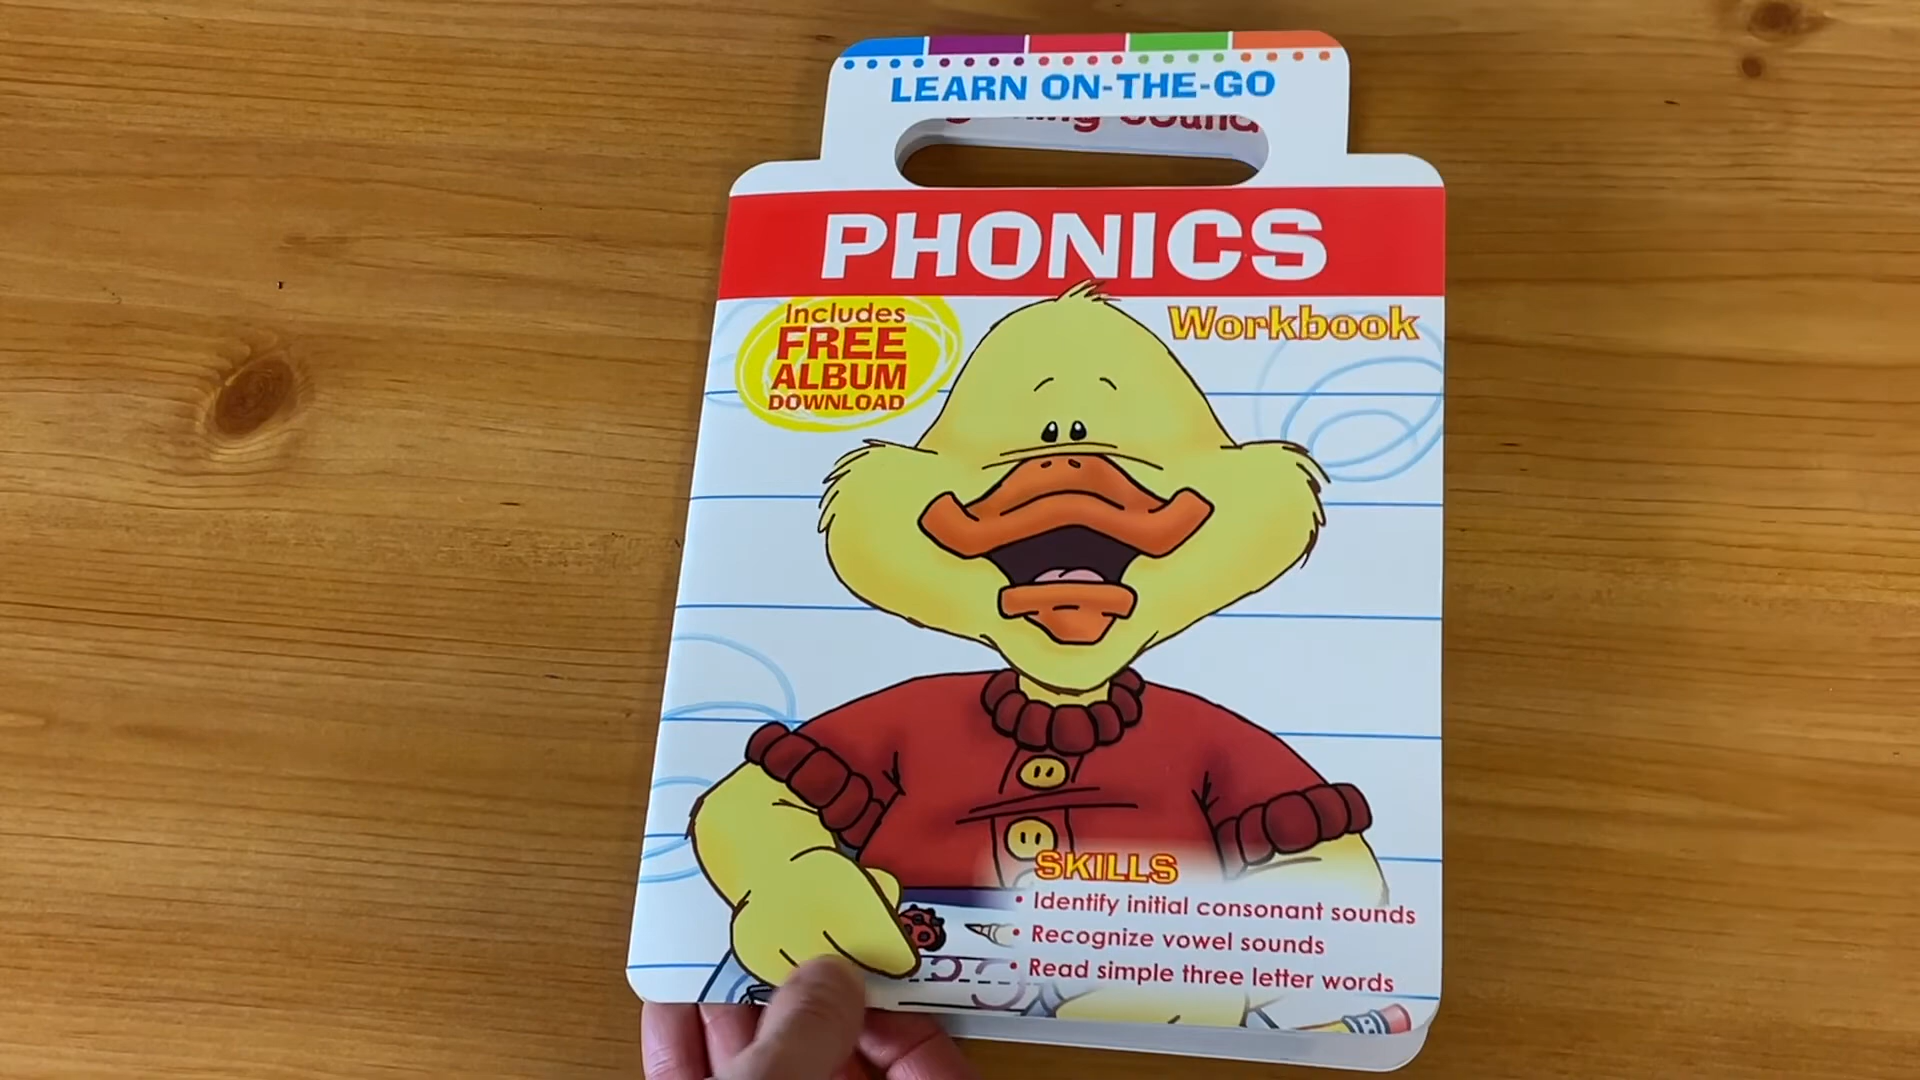 LEARN ON-THE-GO
PHONICS
Workbook
Includes
FREE
ALBUM
DOWNLOAD
SKILLS
• Identify initial consonant sounds
• Recognize vowel sounds
• Read simple three letter words